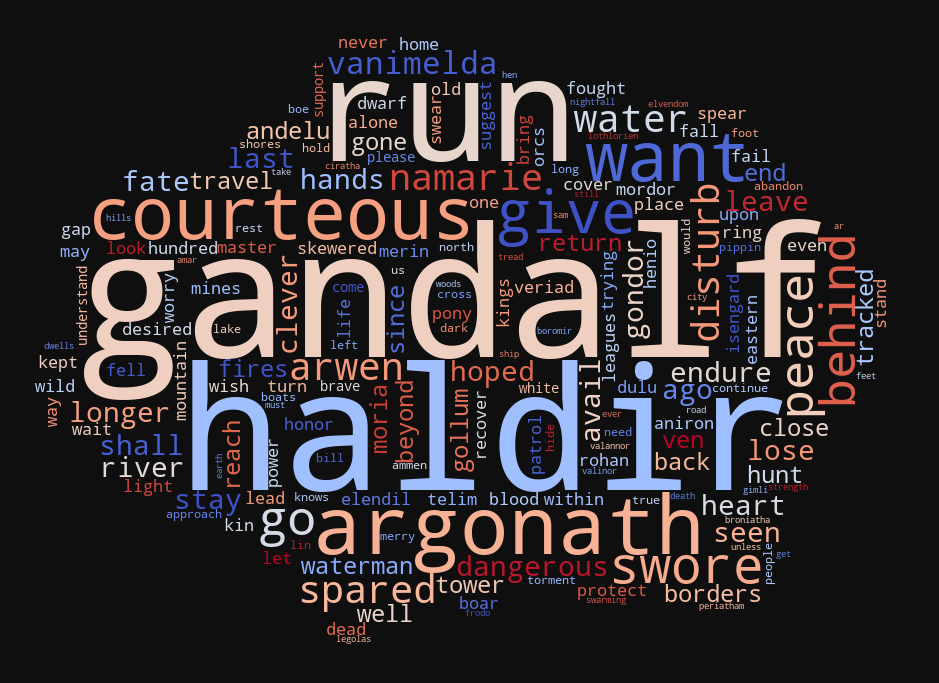 never home
vanimelda
run
support
hen
old
fought
dwarf
swear
suggest
nightfall
elvendom
boe
alone
bring
orcs
water
spear
andelu
shores
hold
gone
please
lothlorien
fall
foot
last
ciratha
take
long
want
fail
end
abandon
fate
travel
hands
namarie
still
cover
mordor
place
leave
courteous
one
give
sam
disturb
upon
ring
gap
hills
rest
may
look
hundred
master
skewered
merin
north
return
would
pippin
even
ar
gandalf
amar
us
tread
kings
leagues
trying
gondor
henio
isengard
eastern
peace
behind
tracked
stand
understand
worry
mines
clever
come
life
since
woods
cross
pony
veriad
city
desired
lake
left
dark
boromir
dwells
kept
fell
mountain
fires
arwen
ship
hoped
avail
endure
feet
wild
wish
turn
brave
white
dulu
ago
continue
haldir
way
longer
boats
must
honor
moria
beyond
gollum
recover
patrol
hide
ever
need
valannor
road
aniron
close
wait
shall
reach
earth
power
bill
ammen
rohan
valinor
ven
back
lose
river
light
gimli
strength
hunt
stay
lead
knows
elendil
telim
blood
within
true
death
heart
approach
kin
go
argonath
broniatha
seen
let
lin
merry
unless
people
get
waterman
dangerous
torment
swore
spared
tower
boar
frodo
protect
swarming
borders
periatham
well
dead
legolas